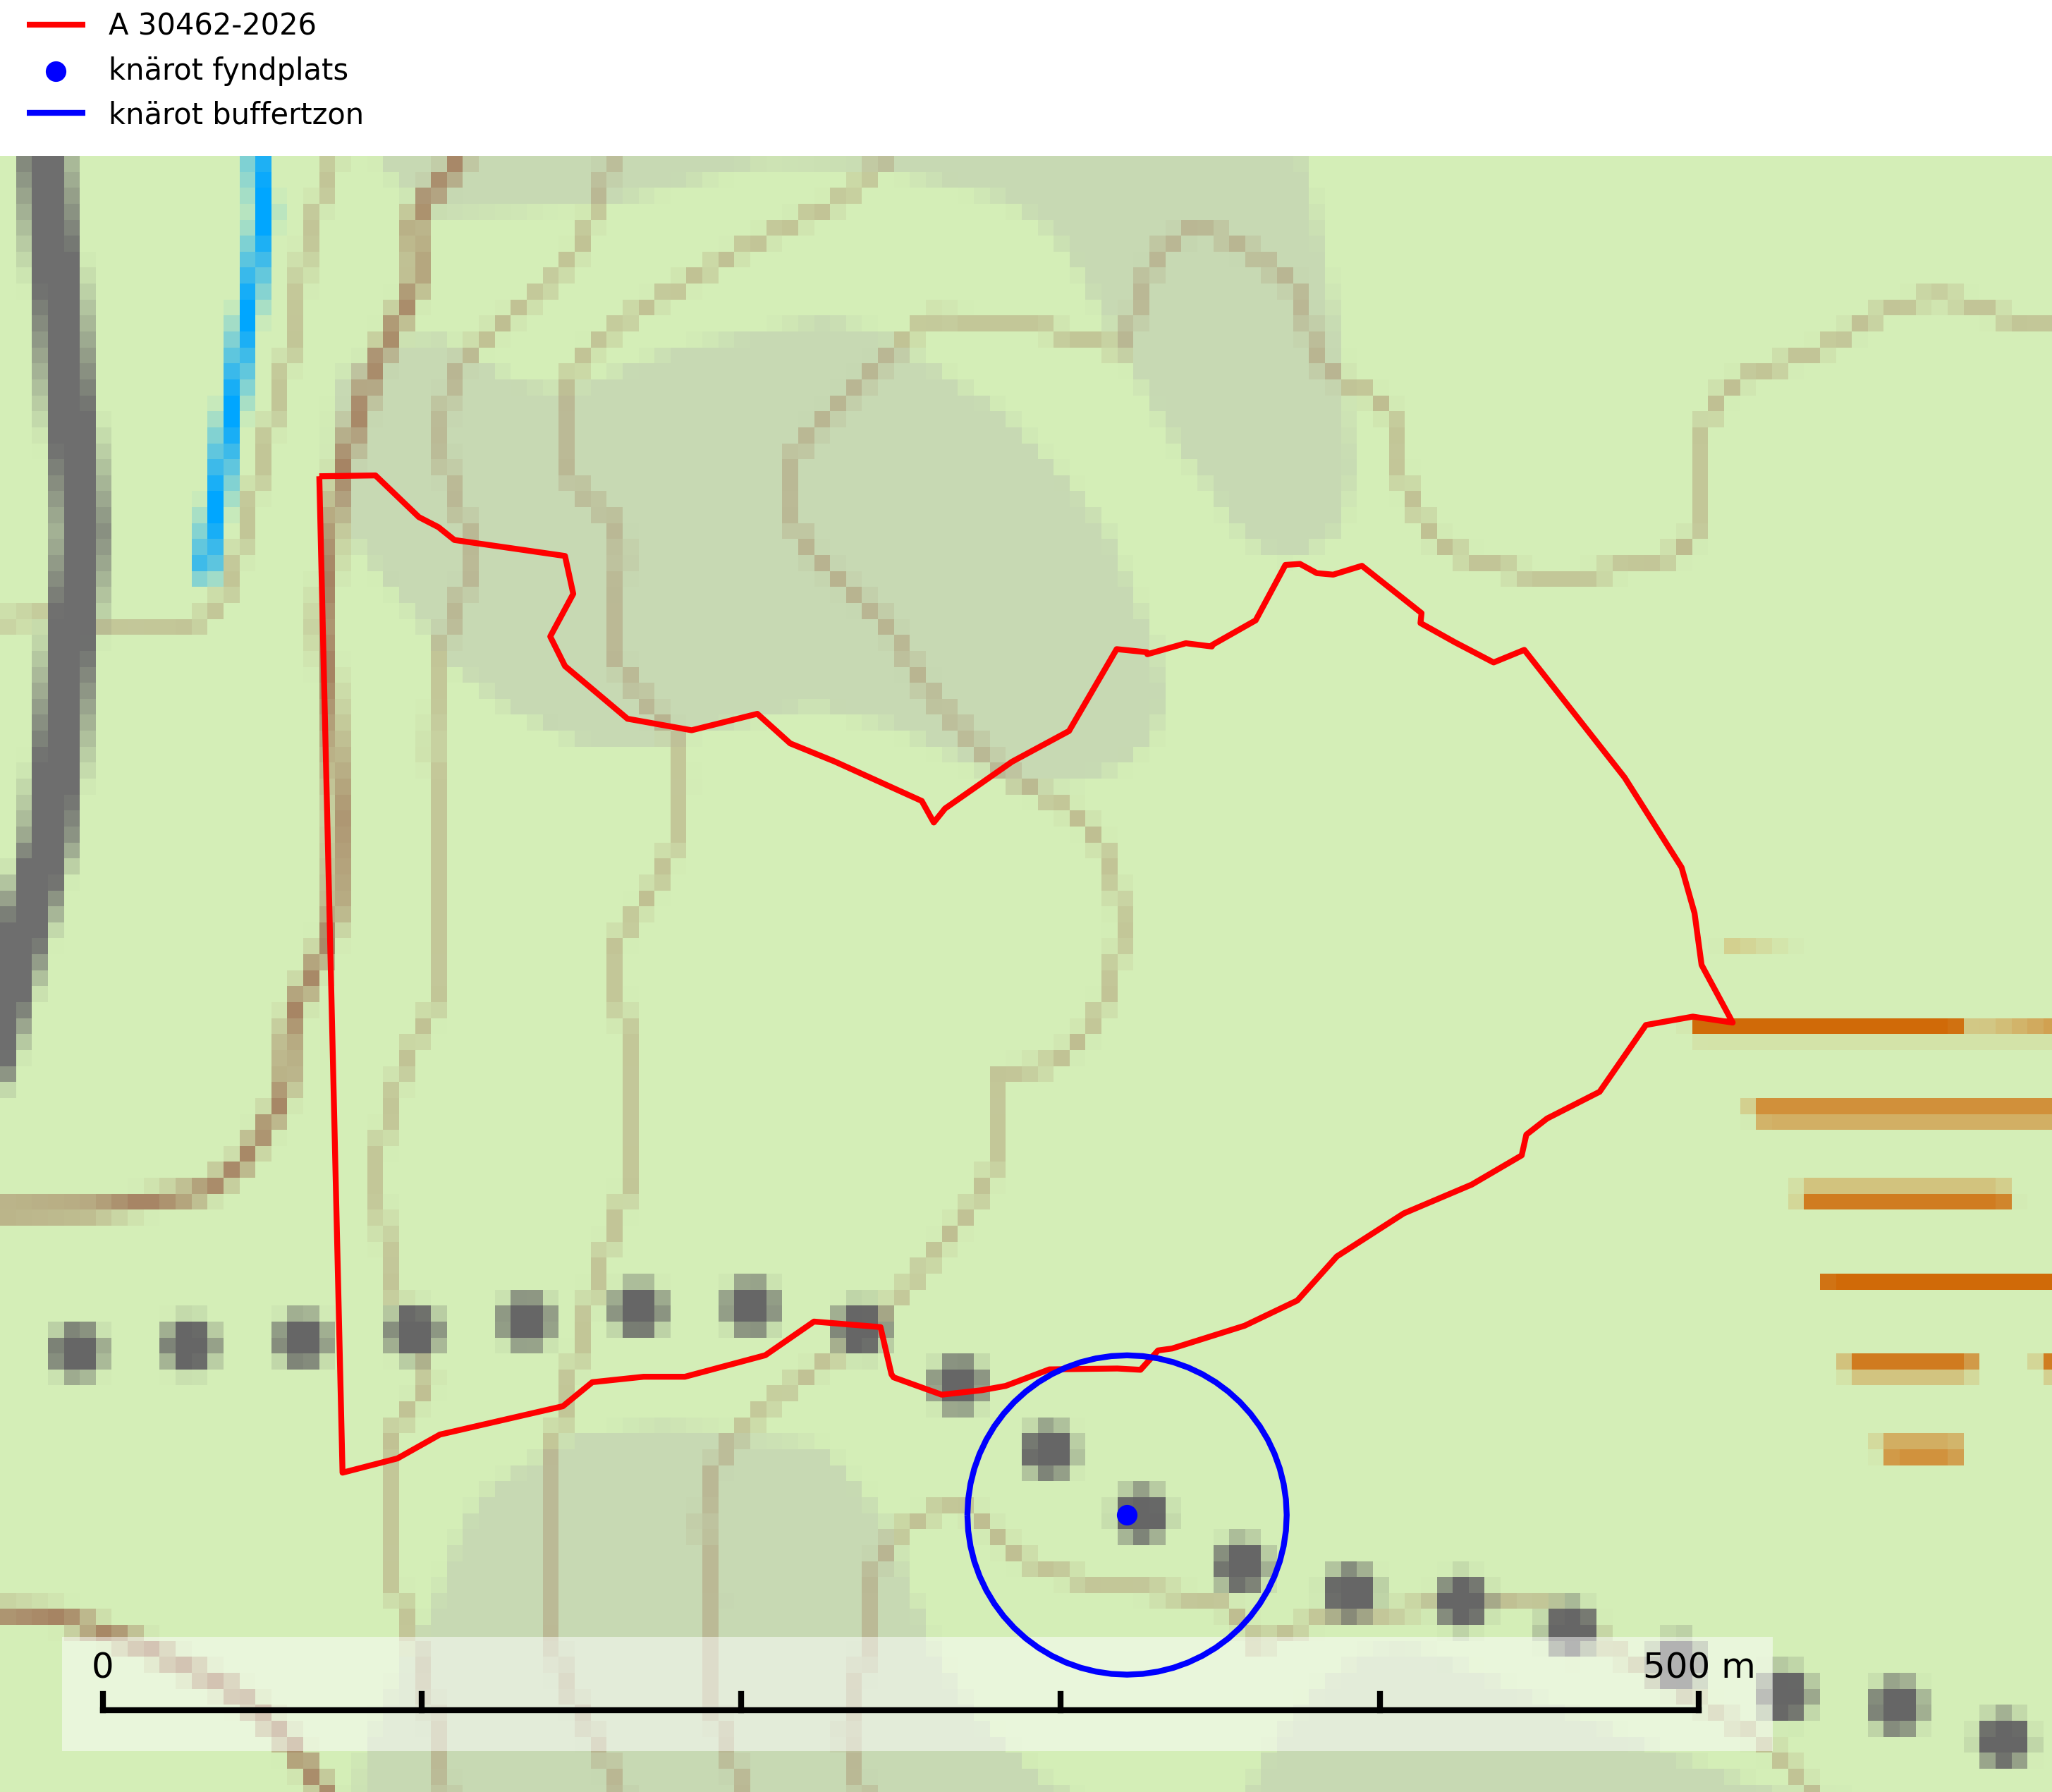 A 30462-2026
knärot fyndplats
knärot buffertzon
0 500 m